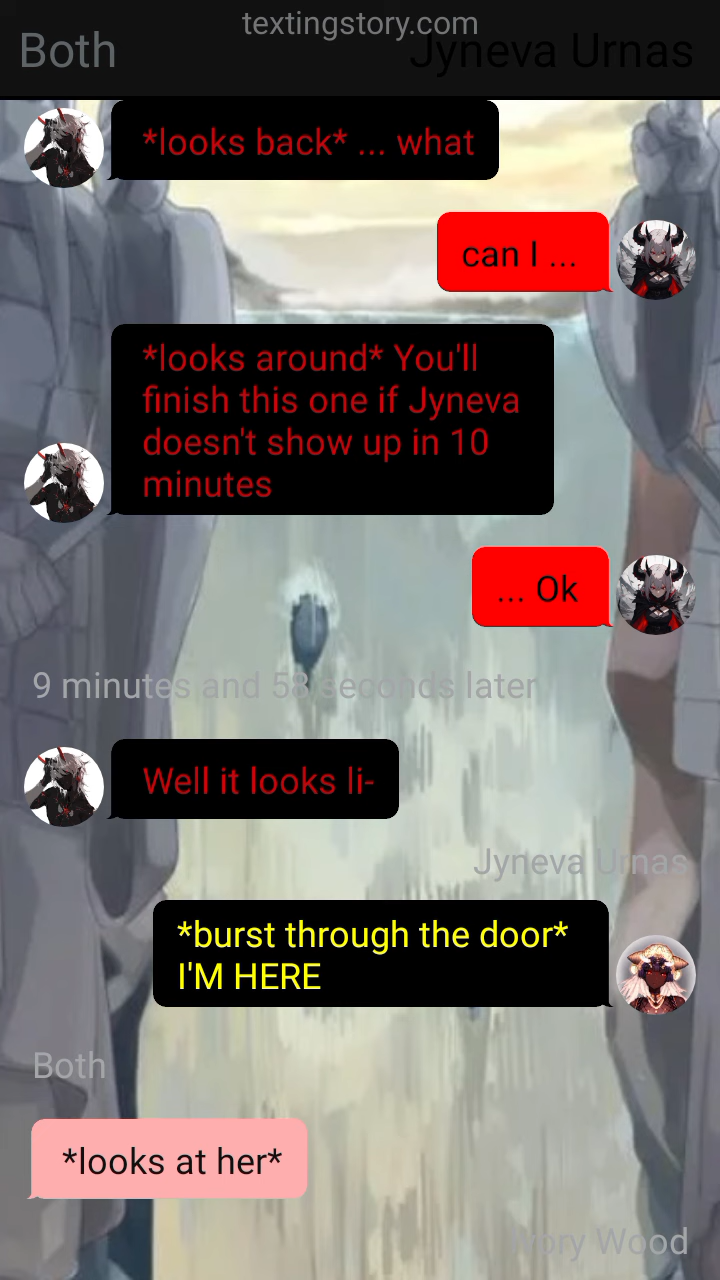 textingstory.com
Both
Jyneva Urnas
*looks back* ... what
can I ...
*looks around* You'll
finish this one if Jyneva
doesn't show up in 10
minutes
... Ok
9 minutes and 58 seconds later
Well it looks li-
Jyneva Urnas
*burst through the door*
I'M HERE
Both
*looks at her*
Ivory Wood